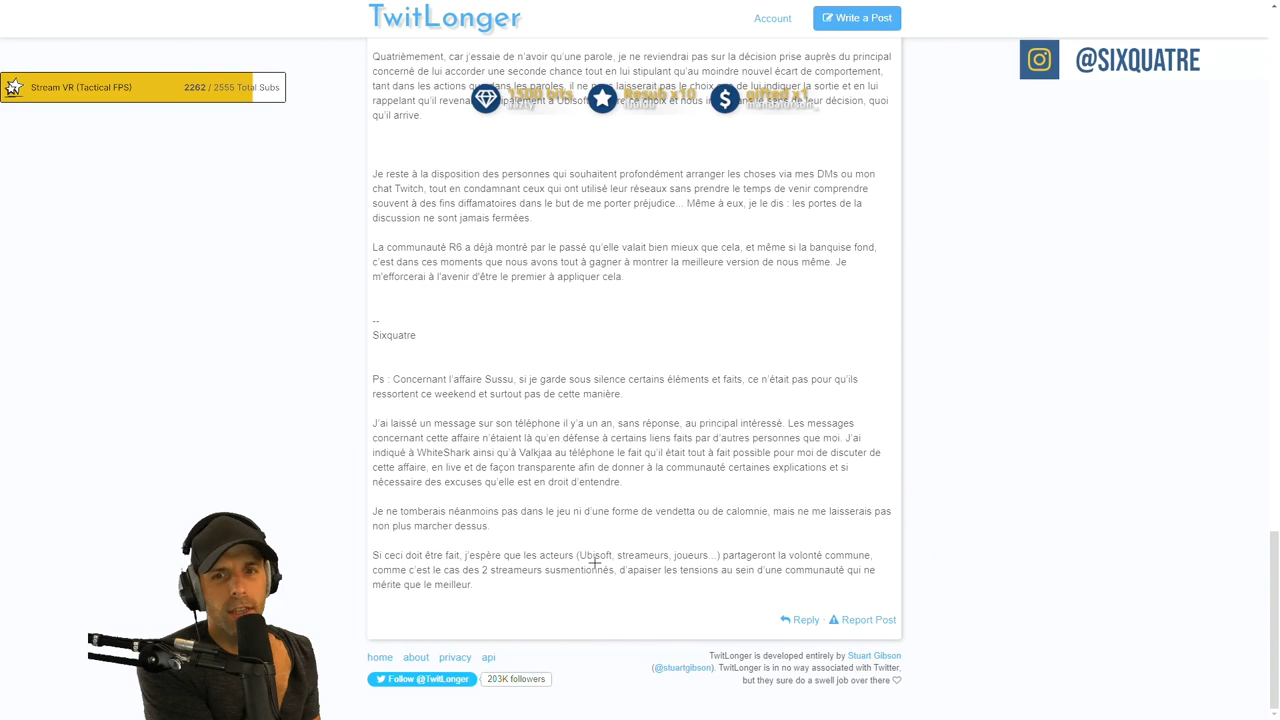 TwitLonger
Account
Write a Post
@SIXQUATRE
Stream VR (Tactical FPS)
2262 / 2555 Total Subs
Quatrièmement, car j'essaie de n'avoir qu'une parole, je ne reviendrai pas sur la décision prise auprès du principal
concerné de lui accorder une seconde chance tout en lui stipulant qu'au moindre nouvel écart de comportement,
tant dans les actions que dans les paroles, il ne nous laisserait pas le choix que de lui indiquer la sortie et en lui
rappelant qu'il
à Ubisoft
ce choix et nous
de leur décision, quoi
qu'il arrive.
1500 bits
Resub x10
gifted x1
Je reste à la disposition des personnes qui souhaitent profondément arranger les choses via mes DMs ou mon
chat Twitch, tout en condamnant ceux qui ont utilisé leur réseaux sans prendre le temps de venir comprendre
souvent à des fins diffamatoires dans le but de me porter préjudice... Même à eux, je le dis : les portes de la
discussion ne sont jamais fermées.
La communauté R6 a déjà montré par le passé qu'elle valait bien mieux que cela, et même si la banquise fond,
c'est dans ces moments que nous avons tout à gagner à montrer la meilleure version de nous même. Je
m'efforcerai à l'avenir d'être le premier à appliquer cela.
--
Sixquatre
Ps : Concernant l'affaire Sussu, si je garde sous silence certains éléments et faits, ce n'était pas pour qu'ils
ressortent ce weekend et surtout pas de cette manière.
J'ai laissé un message sur son téléphone il y'a un an, sans réponse, au principal intéressé. Les messages
concernant cette affaire n'étaient là qu'en défense à certains liens faits par d'autres personnes que moi. J'ai
indiqué à WhiteShark ainsi qu'à Valkjaa au téléphone le fait qu'il était tout à fait possible pour moi de discuter de
cette affaire, en live et de façon transparente afin de donner à la communauté certaines explications et si
nécessaire des excuses qu'elle est en droit d'entendre.
Je ne tomberais néanmoins pas dans le jeu ni d'une forme de vendetta ou de calomnie, mais ne me laisserais pas
non plus marcher dessus.
Si ceci doit être fait, j'espère que les acteurs (Ubisoft, streameurs, joueurs...) partageront la volonté commune,
comme c'est le cas des 2 streameurs susmentionnés, d'apaiser les tensions au sein d'une communauté qui ne
mérite que le meilleur.
Reply · Report Post
home about privacy api
Follow @TwitLonger
203K followers
TwitLonger is developed entirely by Stuart Gibson
(@stuartgibson). TwitLonger is in no way associated with Twitter,
but they sure do a swell job over there